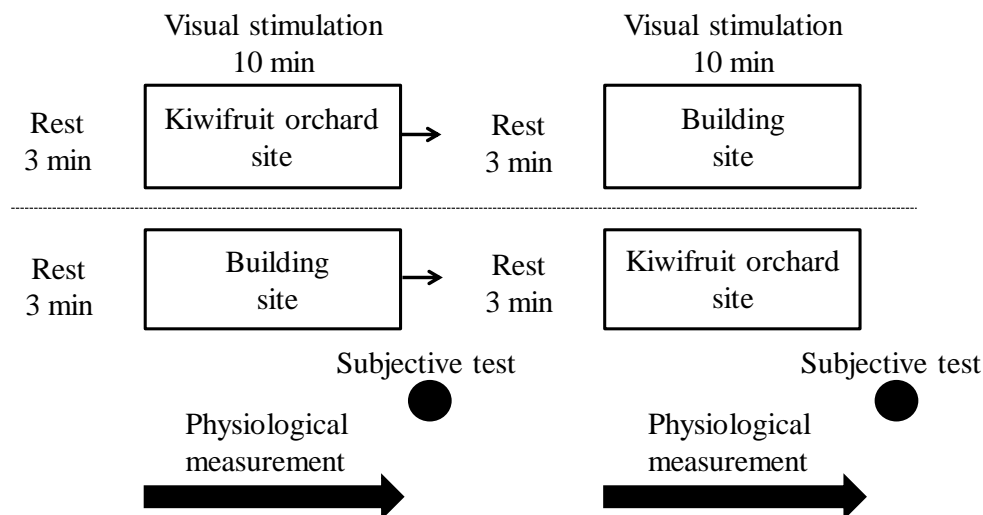 Visual stimulation
10 min
Visual stimulation
10 min
Rest
3 min
Kiwifruit orchard
site
Rest
3 min
Building
site
Rest
3 min
Building
site
Rest
3 min
Kiwifruit orchard
site
Subjective test
Subjective test
Physiological
measurement
Physiological
measurement